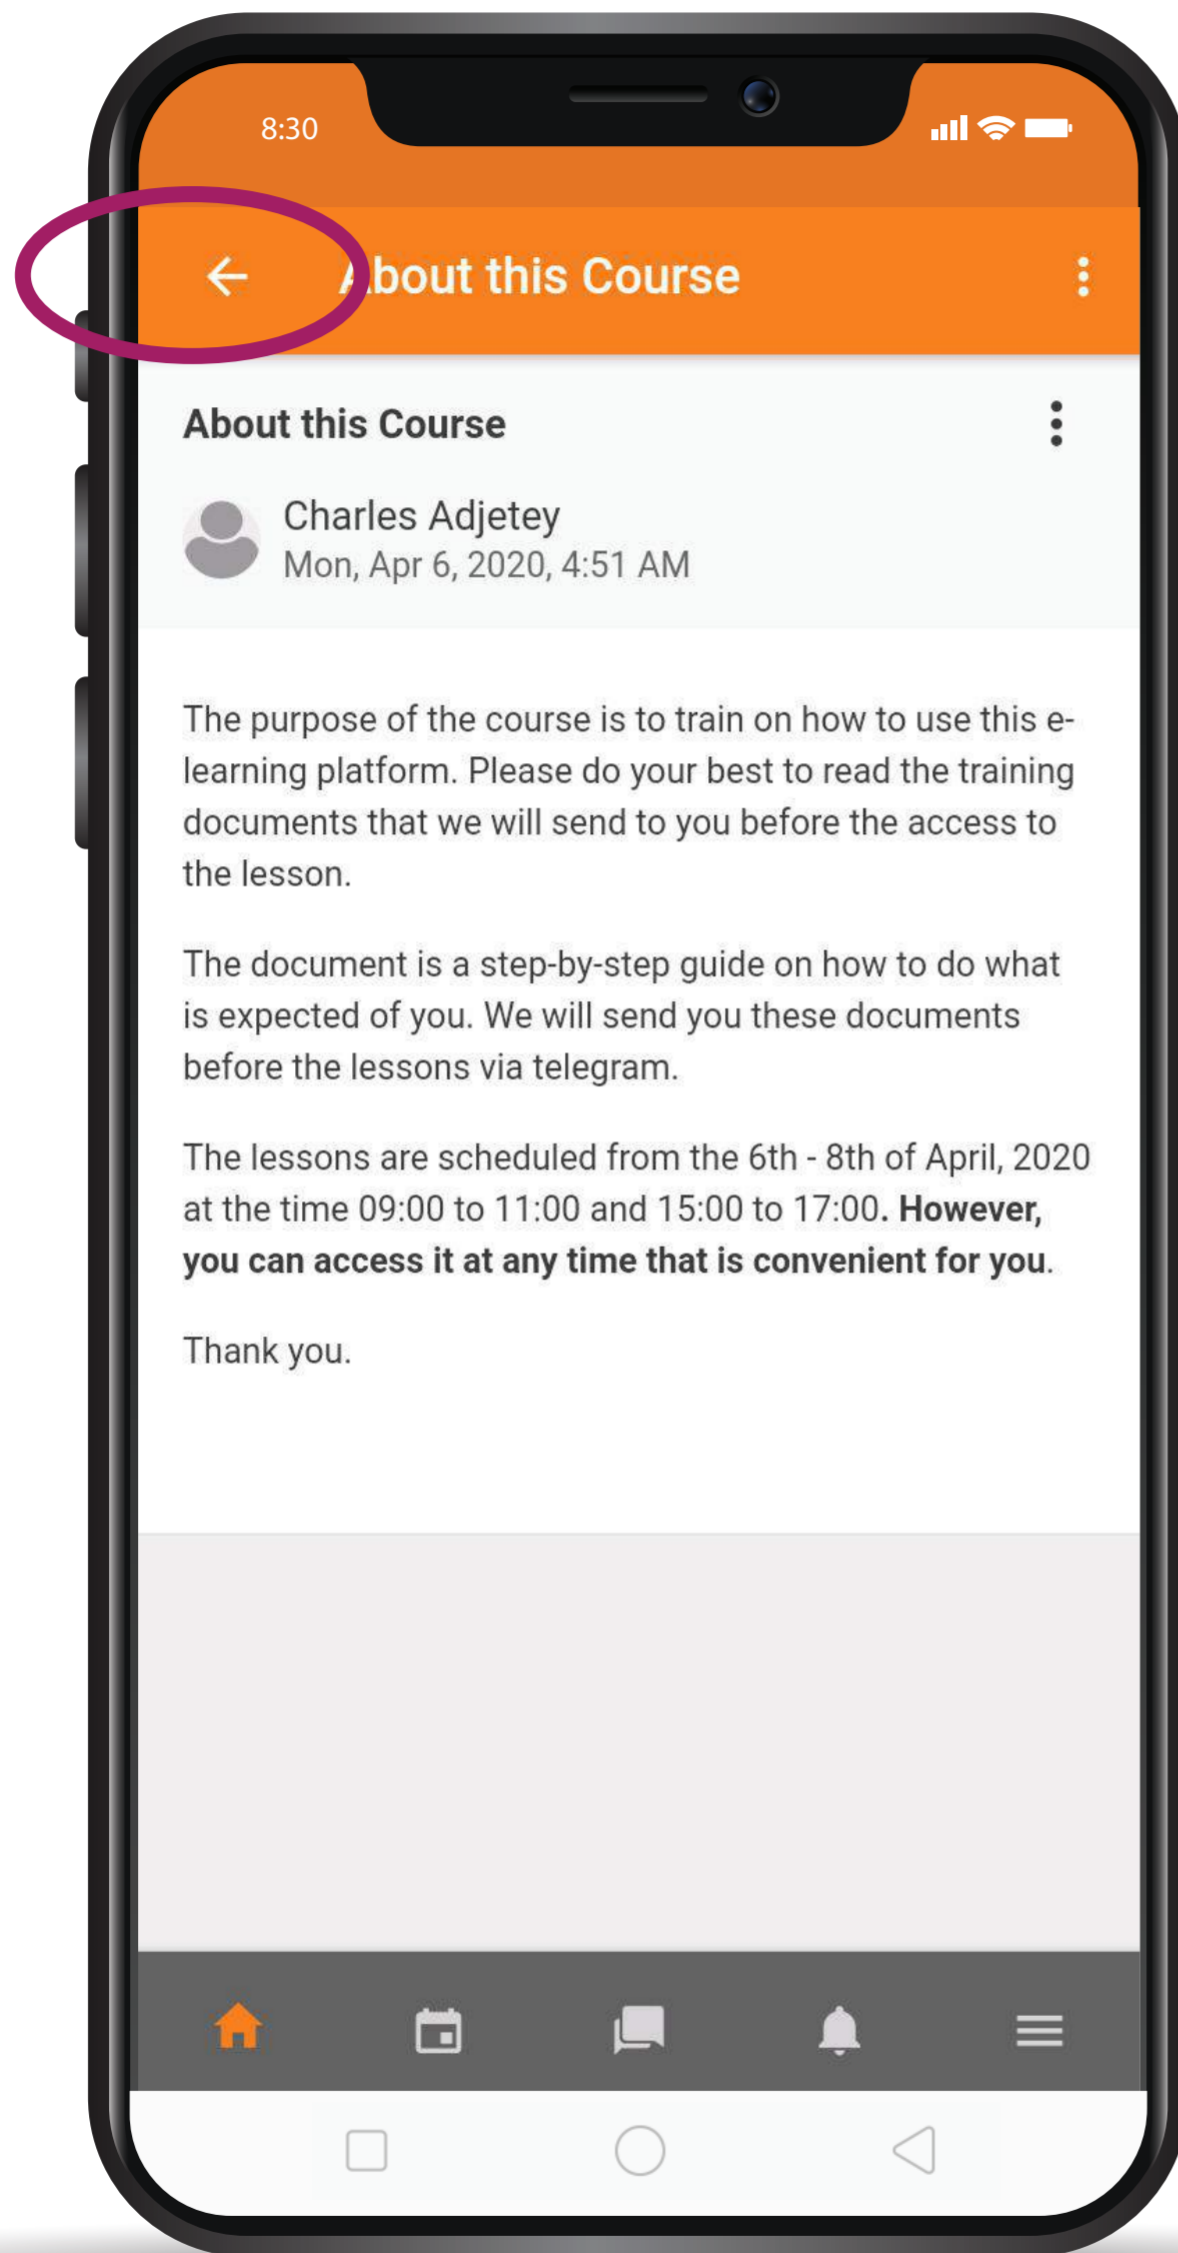 8:30
About this Course
About this Course
Charles Adjetey
Mon, Apr 6, 2020, 4:51 AM
The purpose of the course is to train on how to use this e-
learning platform. Please do your best to read the training
documents that we will send to you before the access to
the lesson.
The document is a step-by-step guide on how to do what
is expected of you. We will send you these documents
before the lessons via telegram.
The lessons are scheduled from the 6th - 8th of April, 2020
at the time 09:00 to 11:00 and 15:00 to 17:00. However,
you can access it at any time that is convenient for you.
Thank you.